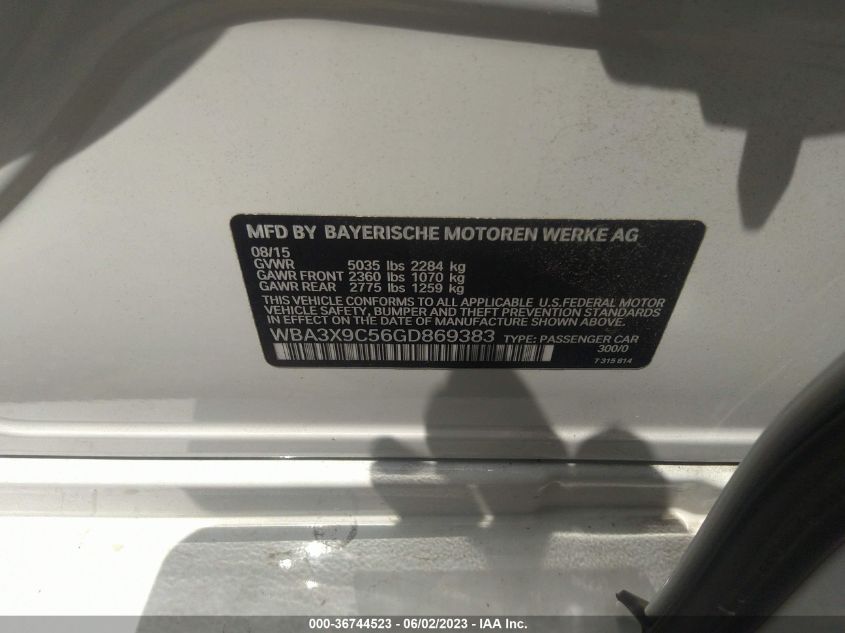 MFD BY BAYERISCHE MOTOREN WERKE AG
08/15
GVWR 5035 lbs 2284 kg
GAWR FRONT 2360 lbs 1070 kg
GAWR REAR 2775 lbs 1259 kg
THIS VEHICLE CONFORMS TO ALL APPLICABLE U.S.FEDERAL MOTOR
VEHICLE SAFETY, BUMPER AND THEFT PREVENTION STANDARDS
IN EFFECT ON THE DATE OF MANUFACTURE SHOWN ABOVE.
WBA3X9C56GD869383 TYPE: PASSENGER CAR
300/0
7 315 814
000-36744523 - 06/02/2023 - IAA Inc.